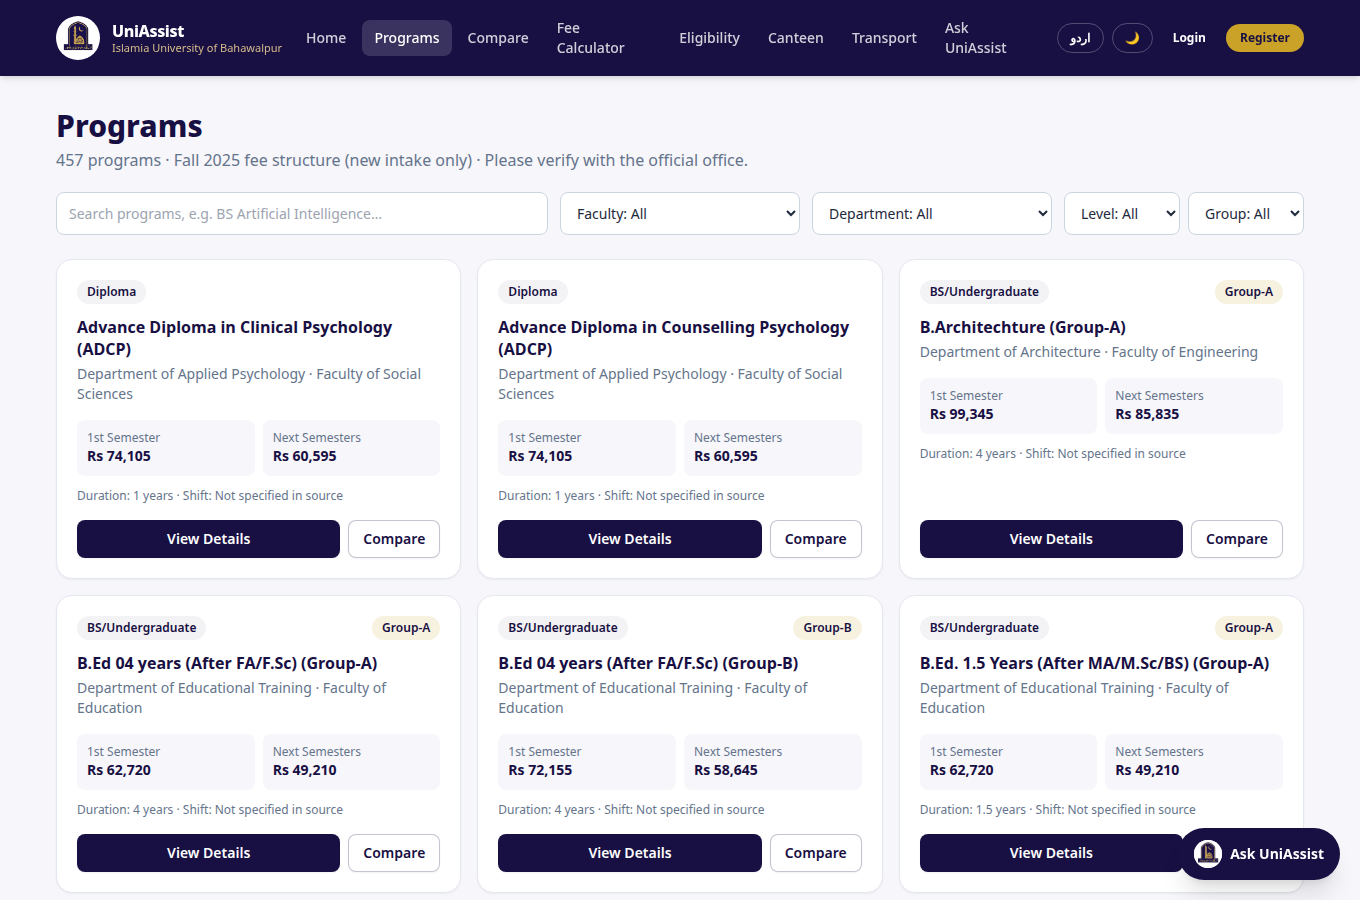 UniAssist
Islamia University of Bahawalpur
Home
Programs
Compare
Fee
Calculator
Eligibility
Canteen
Transport
Ask
UniAssist
اردو
Login
Register
Programs
457 programs · Fall 2025 fee structure (new intake only) · Please verify with the official office.
Search programs, e.g. BS Artificial Intelligence...
Faculty: All
Department: All
Level: All
Group: All
Diploma
Advance Diploma in Clinical Psychology
(ADCP)
Department of Applied Psychology · Faculty of Social
Sciences
1st Semester
Rs 74,105
Next Semesters
Rs 60,595
Duration: 1 years · Shift: Not specified in source
View Details
Compare
Diploma
Advance Diploma in Counselling Psychology
(ADCP)
Department of Applied Psychology · Faculty of Social
Sciences
1st Semester
Rs 74,105
Next Semesters
Rs 60,595
Duration: 1 years · Shift: Not specified in source
View Details
Compare
BS/Undergraduate
Group-A
B.Architechture (Group-A)
Department of Architecture · Faculty of Engineering
1st Semester
Rs 99,345
Next Semesters
Rs 85,835
Duration: 4 years · Shift: Not specified in source
View Details
Compare
BS/Undergraduate
Group-A
B.Ed 04 years (After FA/F.Sc) (Group-A)
Department of Educational Training · Faculty of
Education
1st Semester
Rs 62,720
Next Semesters
Rs 49,210
Duration: 4 years · Shift: Not specified in source
View Details
Compare
BS/Undergraduate
Group-B
B.Ed 04 years (After FA/F.Sc) (Group-B)
Department of Educational Training · Faculty of
Education
1st Semester
Rs 72,155
Next Semesters
Rs 58,645
Duration: 4 years · Shift: Not specified in source
View Details
Compare
BS/Undergraduate
Group-A
B.Ed. 1.5 Years (After MA/M.Sc/BS) (Group-A)
Department of Educational Training · Faculty of
Education
1st Semester
Rs 62,720
Next Semesters
Rs 49,210
Duration: 1.5 years · Shift: Not specified in source
View Details
Ask UniAssist